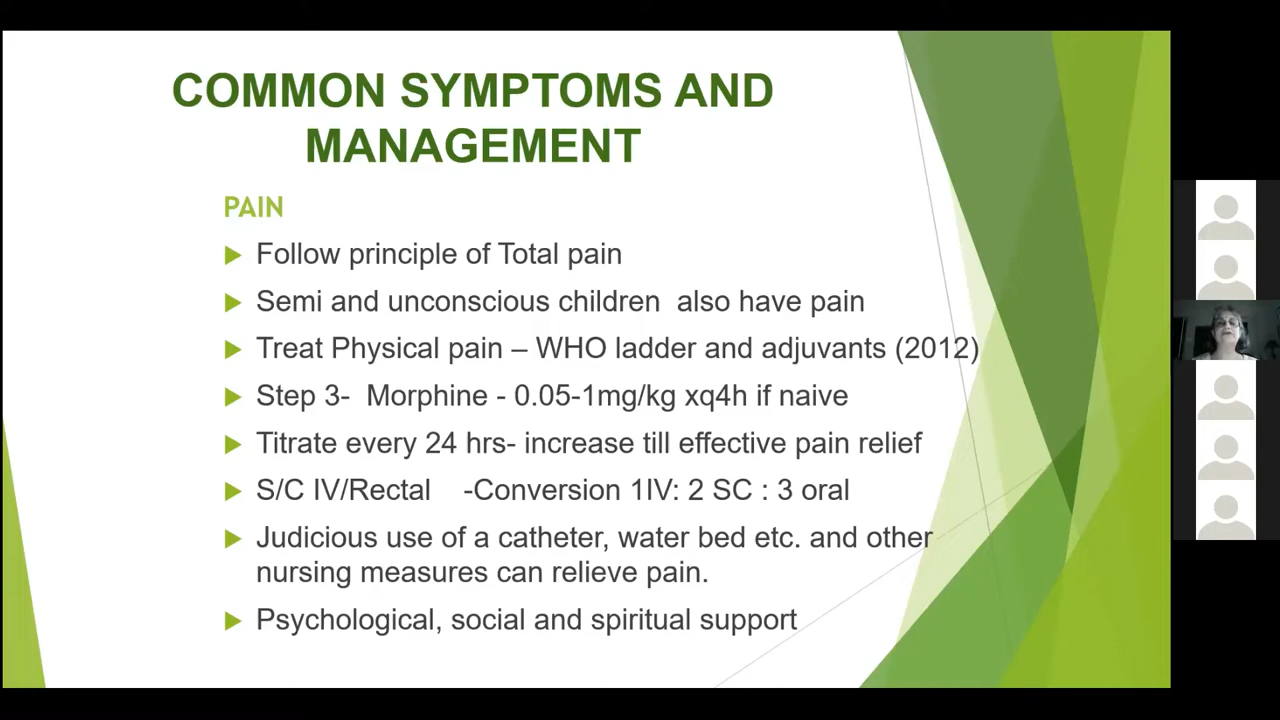 COMMON SYMPTOMS AND
MANAGEMENT
PAIN
Follow principle of Total pain
Semi and unconscious children also have pain
Treat Physical pain – WHO ladder and adjuvants (2012)
Step 3- Morphine - 0.05-1mg/kg xq4h if naive
Titrate every 24 hrs- increase till effective pain relief
S/C IV/Rectal -Conversion 1IV: 2 SC : 3 oral
Judicious use of a catheter, water bed etc. and other
nursing measures can relieve pain.
Psychological, social and spiritual support